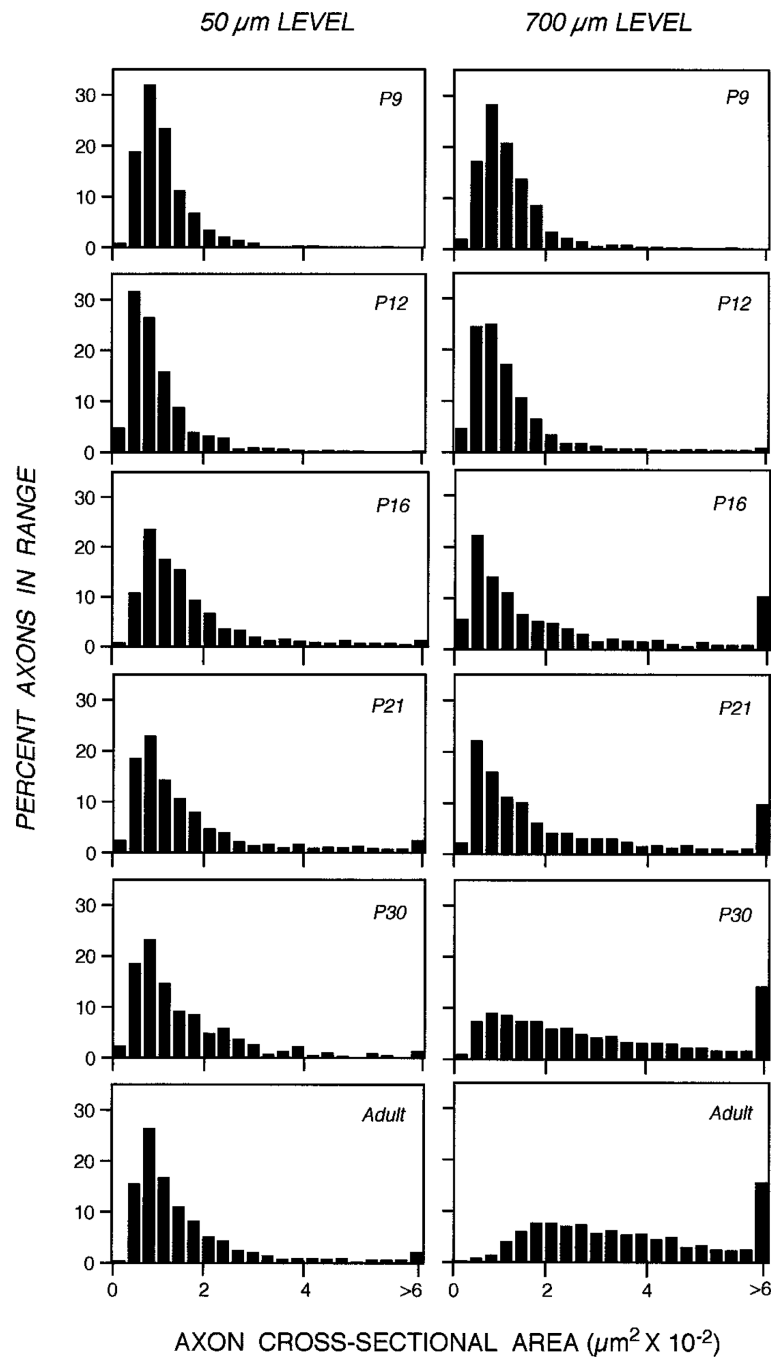 50 µm LEVEL
700 µm LEVEL
PERCENT AXONS IN RANGE
30
20
10
0
P9
P9
30
20
10
0
P12
P12
30
20
10
0
P16
P16
30
20
10
0
P21
P21
30
20
10
0
P30
P30
30
20
10
0
Adult
Adult
0 2 4 >6
0 2 4 >6
AXON CROSS-SECTIONAL AREA (µm² X 10⁻²)